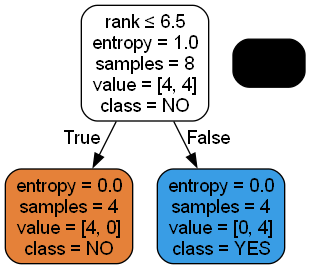 rank ≤ 6.5
entropy = 1.0
samples = 8
value = [4, 4]
class = NO
True
False
entropy = 0.0
samples = 4
value = [4, 0]
class = NO
entropy = 0.0
samples = 4
value = [0, 4]
class = YES